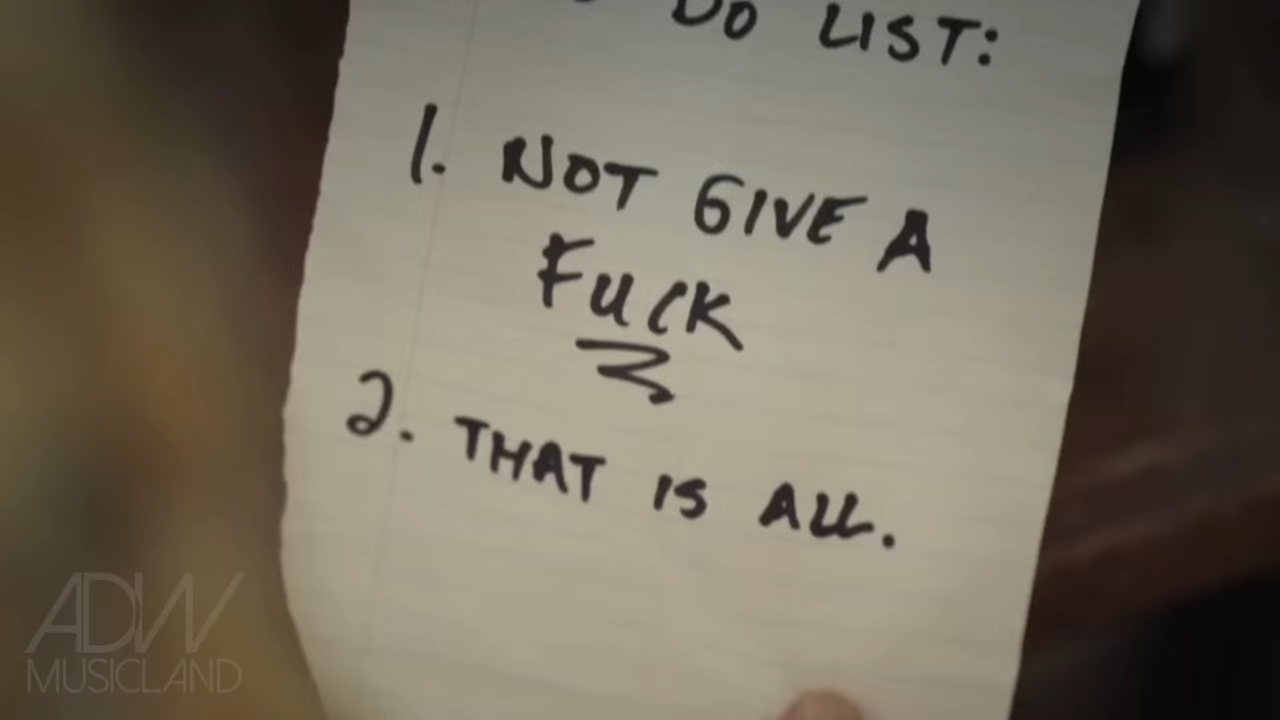 DO LIST:
1. NOT GIVE A
FUCK
2. THAT IS ALL.
ADW
MUSICLAND